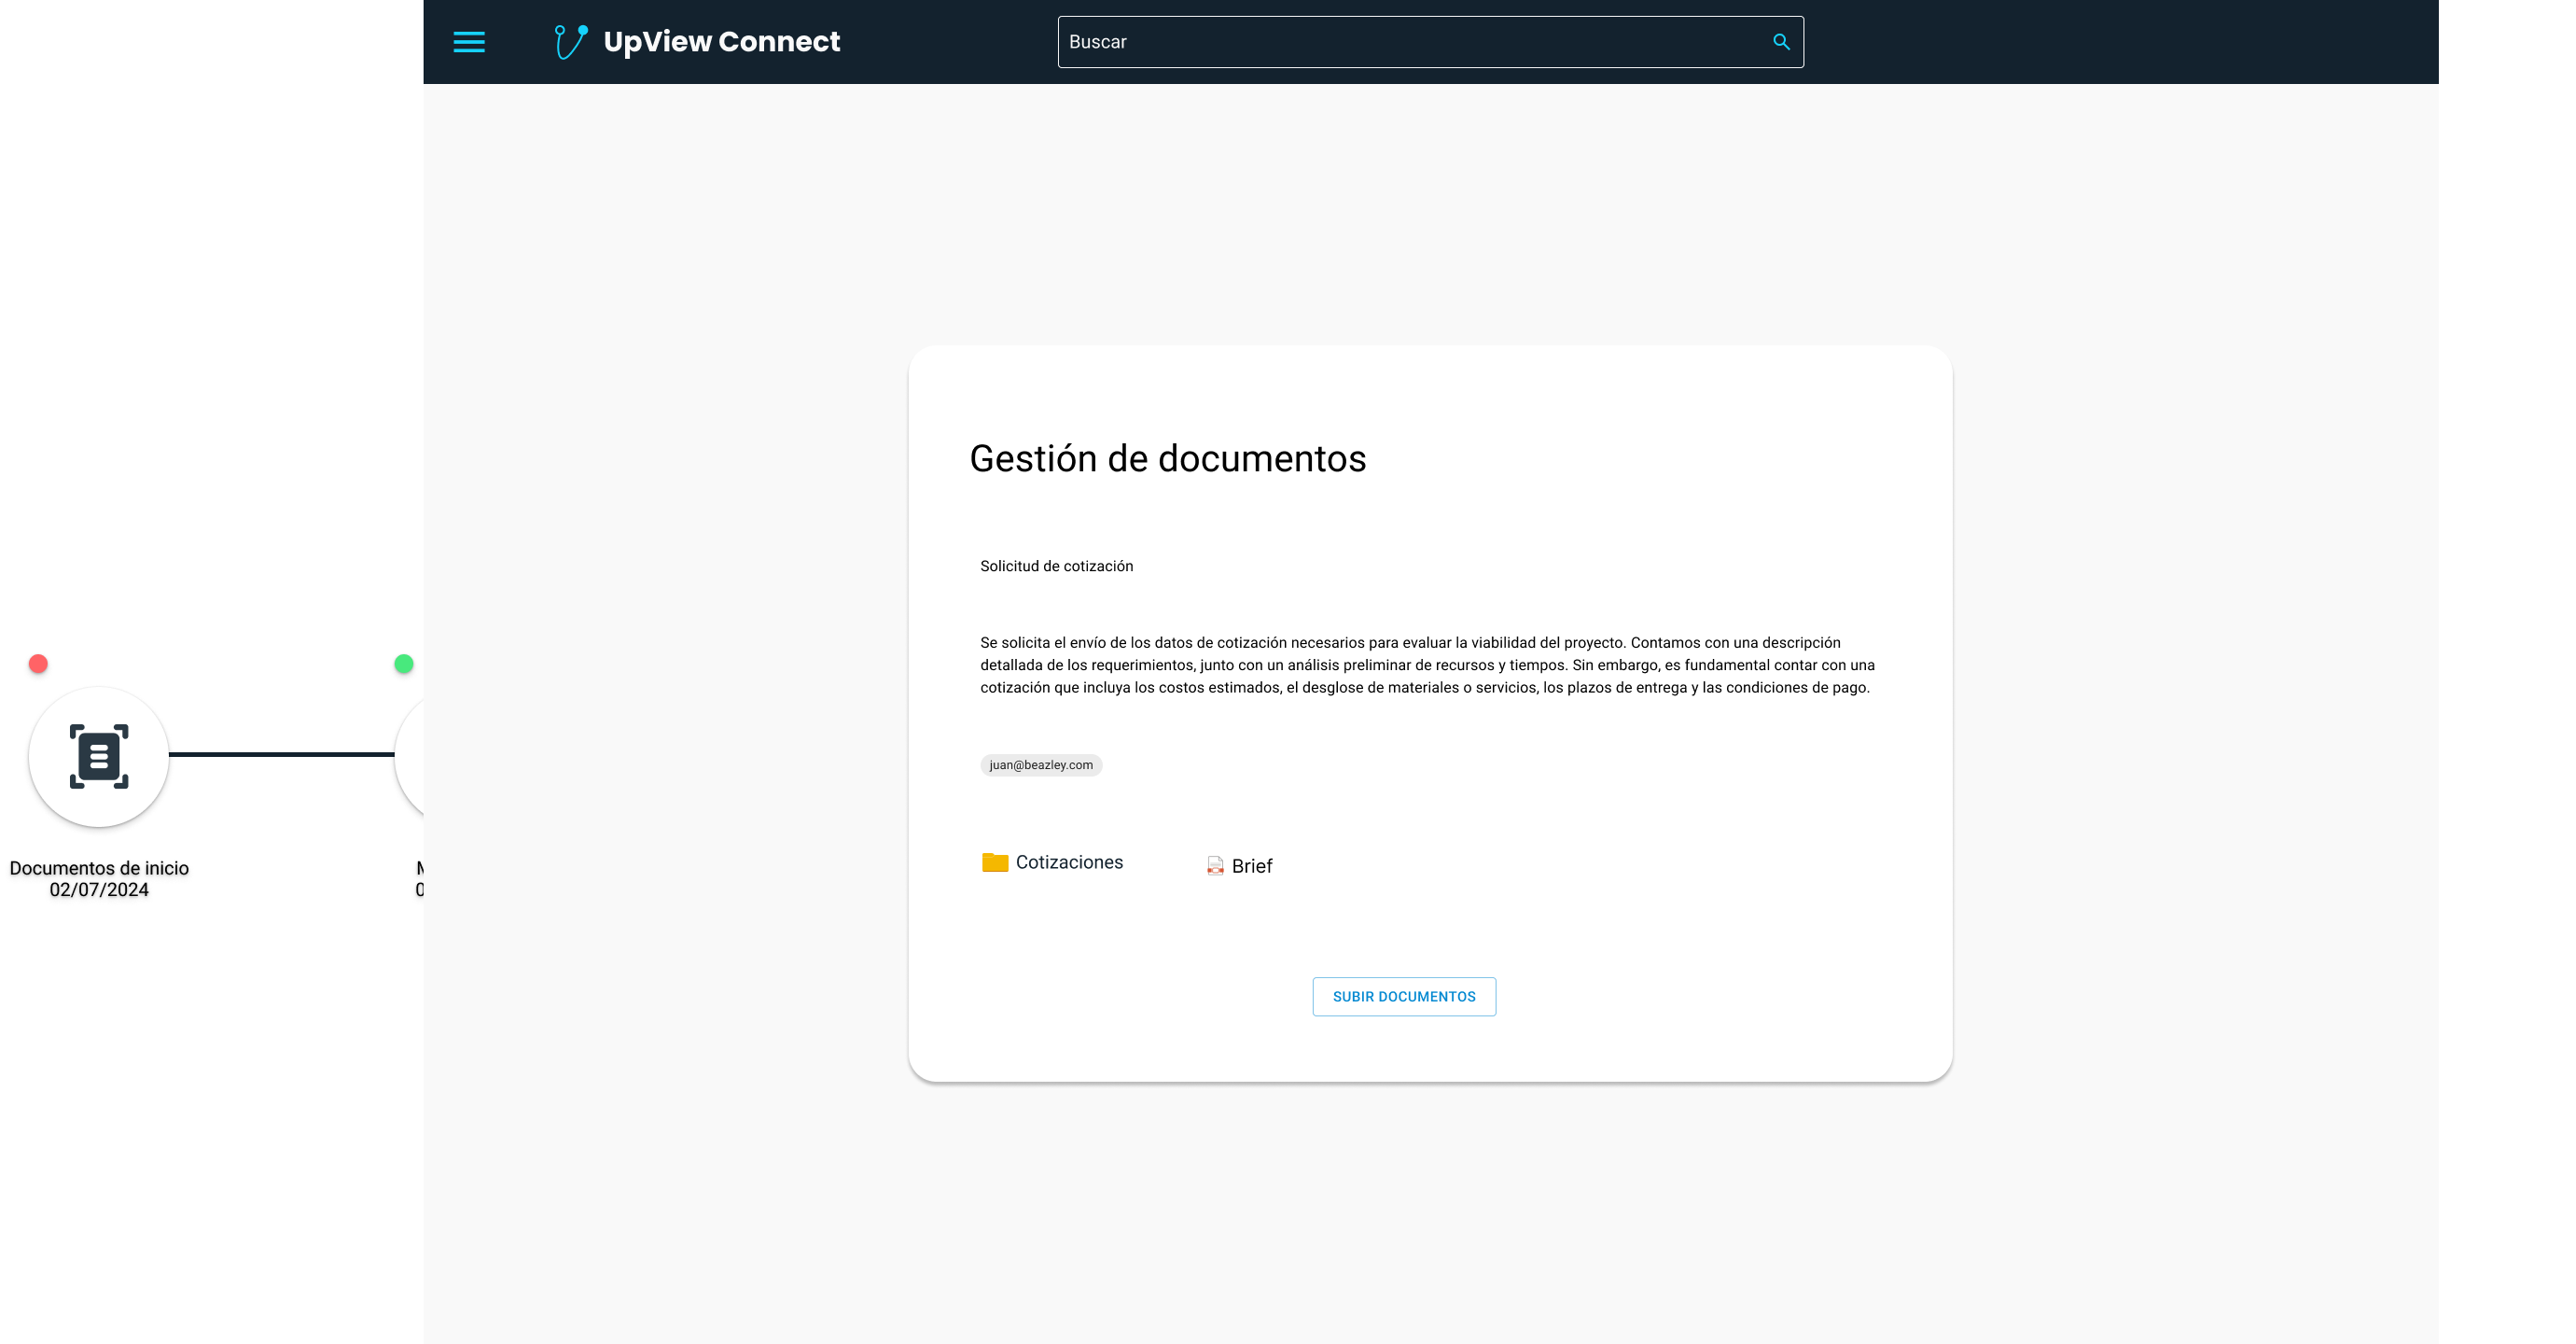 UpView Connect
Buscar
Gestión de documentos
Solicitud de cotización
Se solicita el envío de los datos de cotización necesarios para evaluar la viabilidad del proyecto. Contamos con una descripción
detallada de los requerimientos, junto con un análisis preliminar de recursos y tiempos. Sin embargo, es fundamental contar con una
cotización que incluya los costos estimados, el desglose de materiales o servicios, los plazos de entrega y las condiciones de pago.
juan@beazley.com
Cotizaciones
Brief
SUBIR DOCUMENTOS
Documentos de inicio
02/07/2024